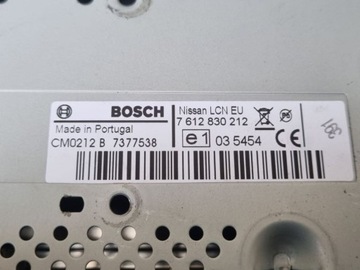 BOSCH
Nissan LCN EU
7 612 830 212
Made in Portugal
CM0212 B 7377538
e1 03 5454 CE